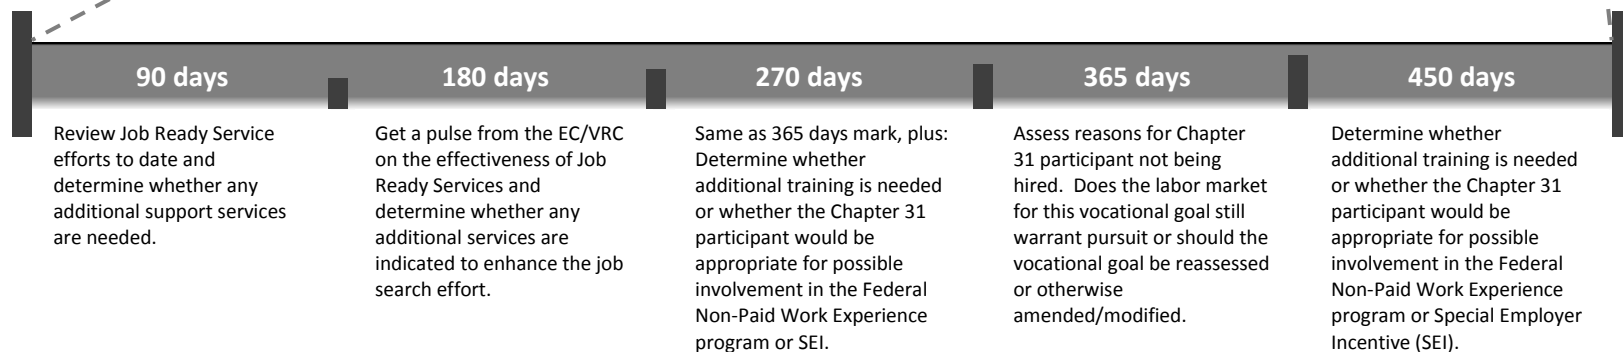 90 days
Review Job Ready Service
efforts to date and
determine whether any
additional support services
are needed.
180 days
Get a pulse from the EC/VRC
on the effectiveness of Job
Ready Services and
determine whether any
additional services are
indicated to enhance the job
search effort.
270 days
Same as 365 days mark, plus:
Determine whether
additional training is needed
or whether the Chapter 31
participant would be
appropriate for possible
involvement in the Federal
Non-Paid Work Experience
program or SEI.
365 days
Assess reasons for Chapter
31 participant not being
hired.  Does the labor market
for this vocational goal still
warrant pursuit or should the
vocational goal be reassessed
or otherwise
amended/modified.
450 days
Determine whether
additional training is needed
or whether the Chapter 31
participant would be
appropriate for possible
involvement in the Federal
Non-Paid Work Experience
program or Special Employer
Incentive (SEI).